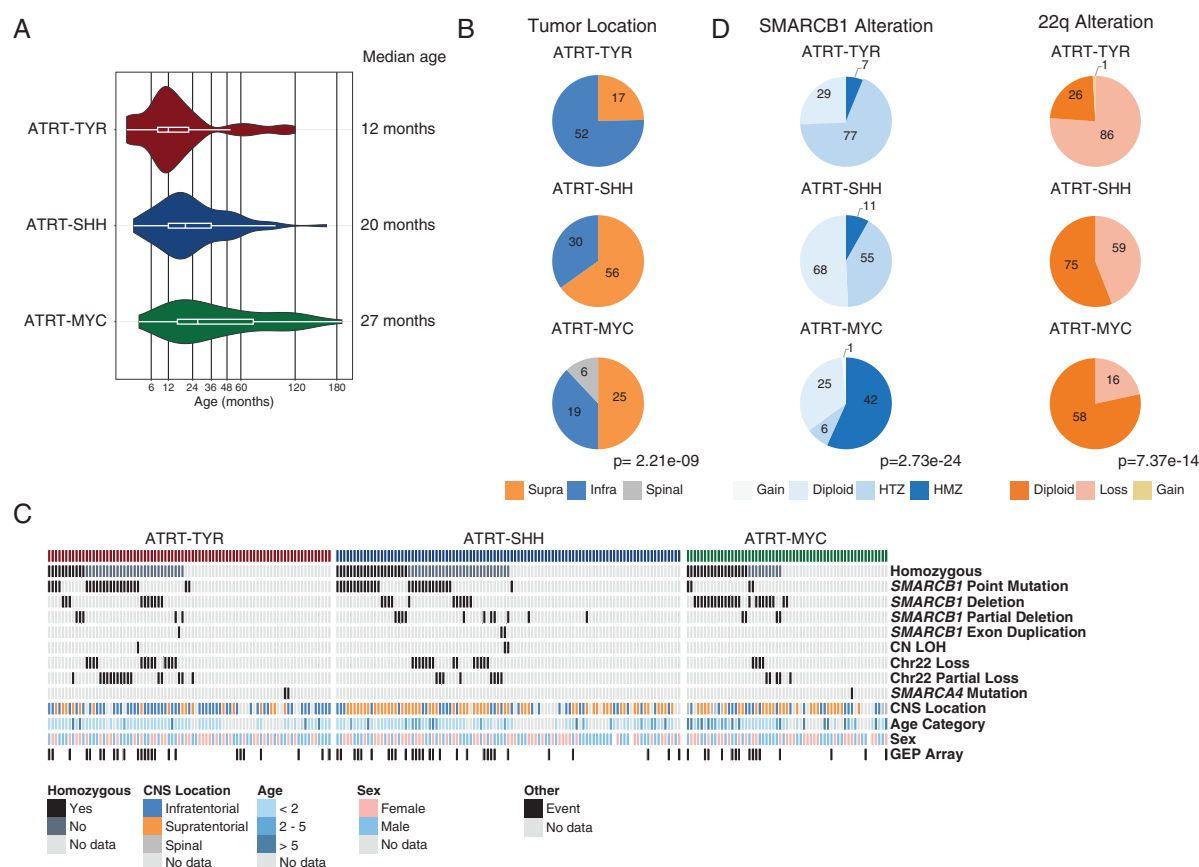 A
Median age
ATRT-TYR
12 months
ATRT-SHH
20 months
ATRT-MYC
27 months
6 12 24 36 48 60 120 180
Age (months)
B
Tumor Location
ATRT-TYR
17
52
ATRT-SHH
30
56
ATRT-MYC
6
25
19
p= 2.21e-09
Supra Infra Spinal
D
SMARCB1 Alteration
ATRT-TYR
7
29
77
ATRT-SHH
11
68
55
ATRT-MYC
1
25
42
6
p=2.73e-24
Gain Diploid HTZ HMZ
22q Alteration
ATRT-TYR
1
26
86
ATRT-SHH
59
75
ATRT-MYC
16
58
p=7.37e-14
Diploid Loss Gain
C
ATRT-TYR ATRT-SHH ATRT-MYC
Homozygous
SMARCB1 Point Mutation
SMARCB1 Deletion
SMARCB1 Partial Deletion
SMARCB1 Exon Duplication
CN LOH
Chr22 Loss
Chr22 Partial Loss
SMARCA4 Mutation
CNS Location
Age Category
Sex
GEP Array
Homozygous
Yes
No
No data
CNS Location
Infratentorial
Supratentorial
Spinal
No data
Age
< 2
2 - 5
> 5
No data
Sex
Female
Male
No data
Other
Event
No data